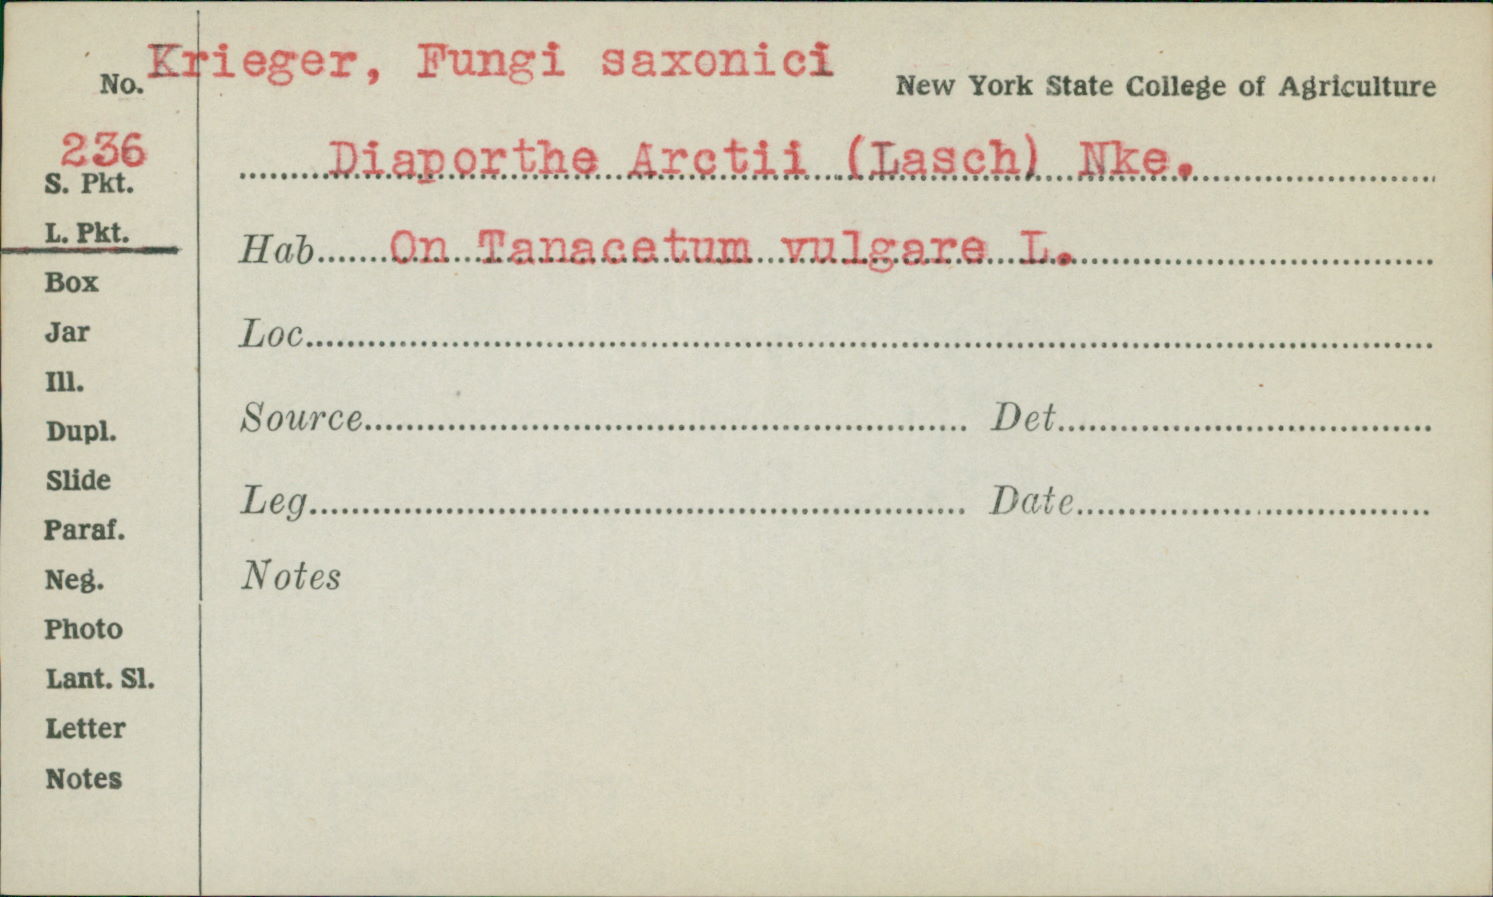 Krieger, Fungi saxonici
No.
New York State College of Agriculture
236
Diaporthe Arctii (Lasch) Nke.
S. Pkt.
L. Pkt.
Hab. On Tanacetum vulgare L.
Box
Jar
Loc.
Ill.
Dupl.
Source Det.
Slide
Leg. Date
Paraf.
Neg.
Notes
Photo
Lant. Sl.
Letter
Notes